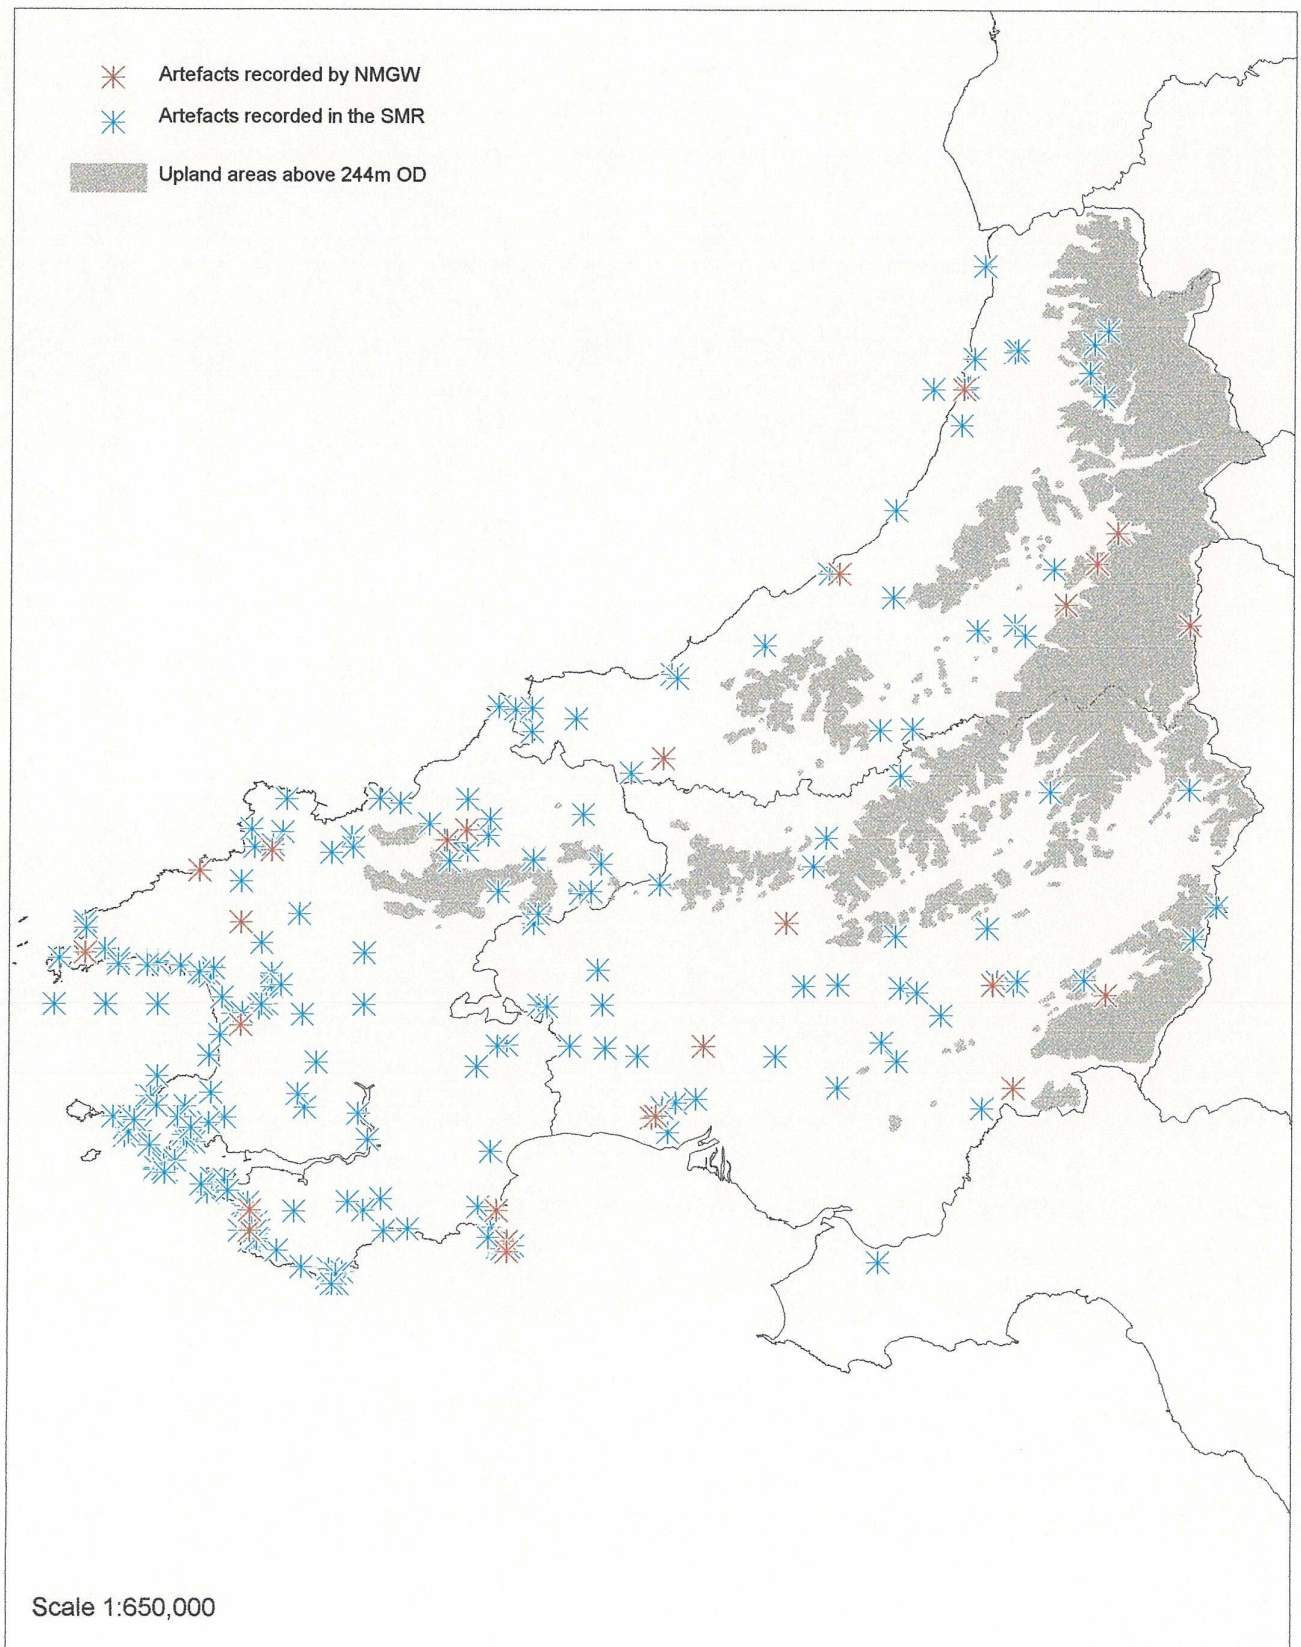 Artefacts recorded by NMGW
Artefacts recorded in the SMR
Upland areas above 244m OD
Scale 1:650,000